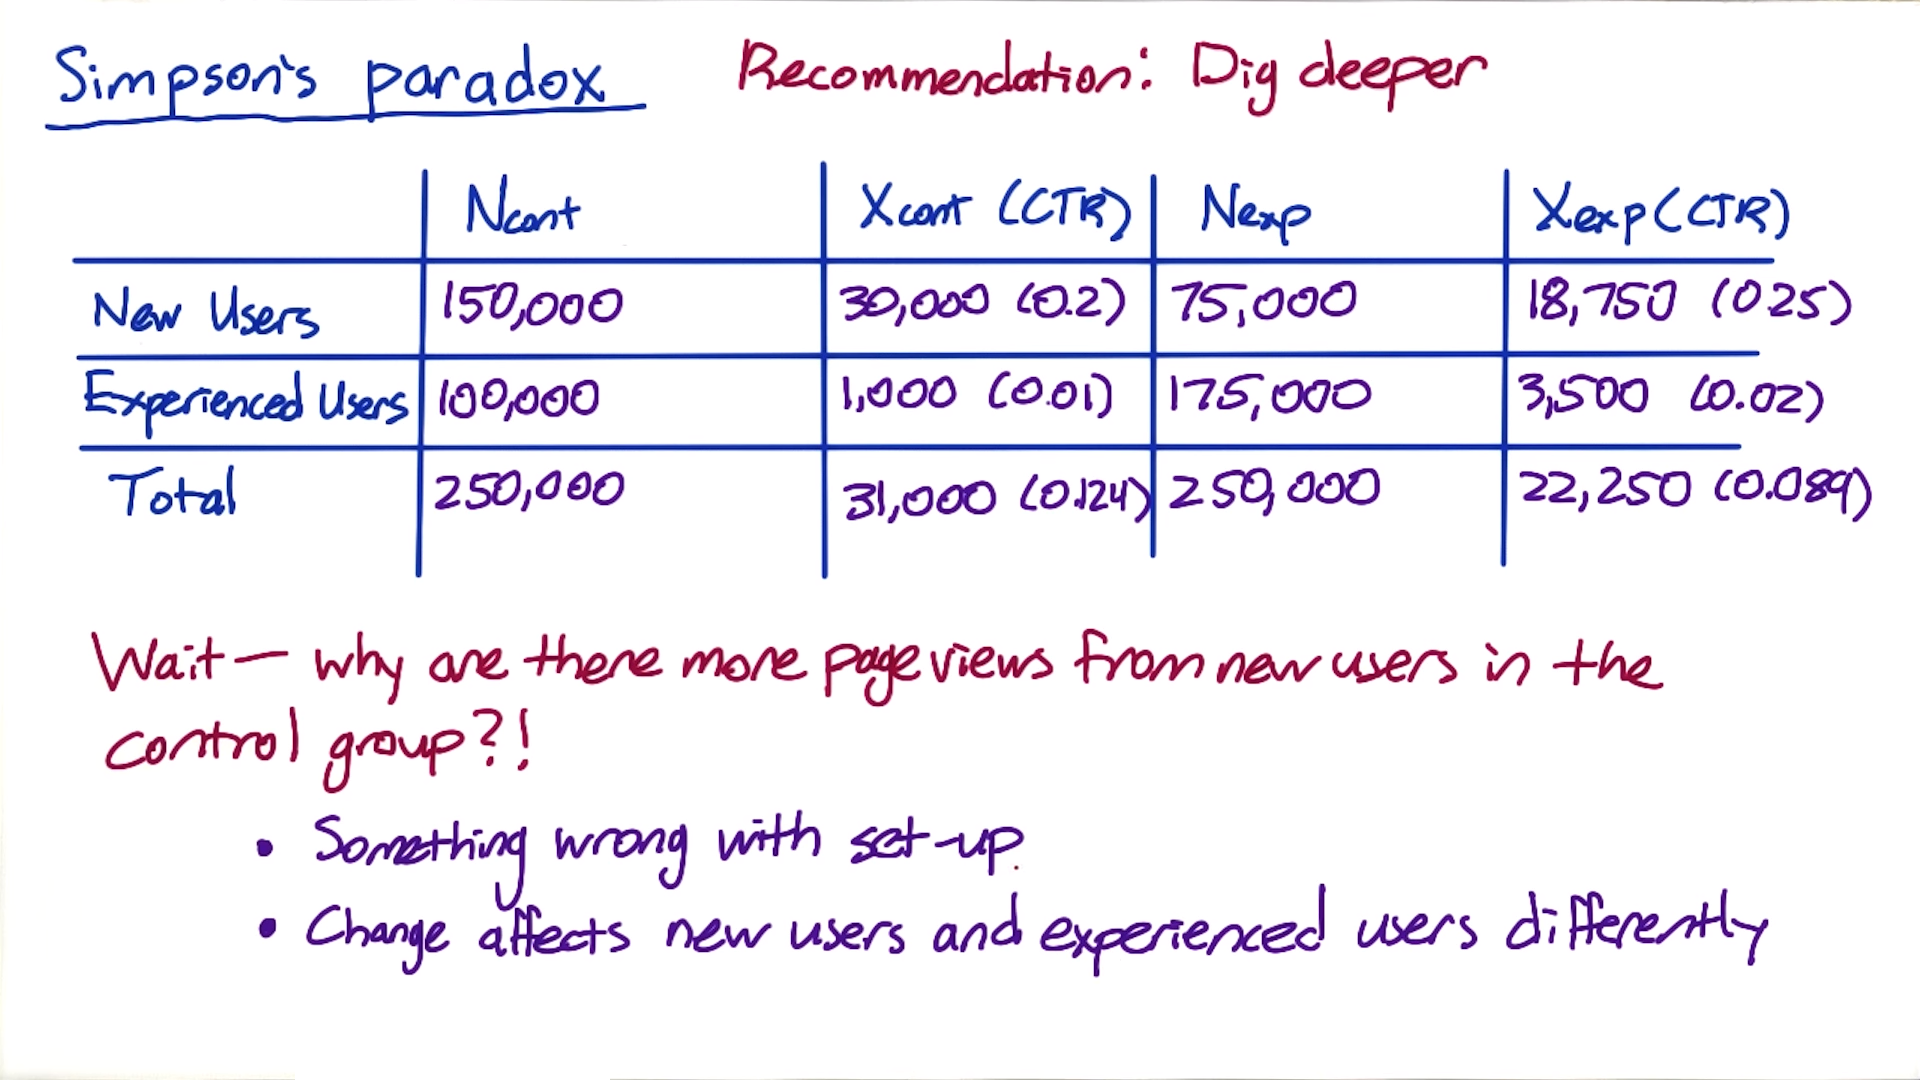 Simpson's paradox Recommendation: Dig deeper
Ncont Xcont (CTR) Nexp Xexp (CTR)
New Users 150,000 30,000 (0.2) 75,000 18,750 (0.25)
Experienced Users 100,000 1,000 (0.01) 175,000 3,500 (0.02)
Total 250,000 31,000 (0.124) 250,000 22,250 (0.089)
Wait — why are there more pageviews from new users in the
control group?!
• Something wrong with set-up.
• Change affects new users and experienced users differently